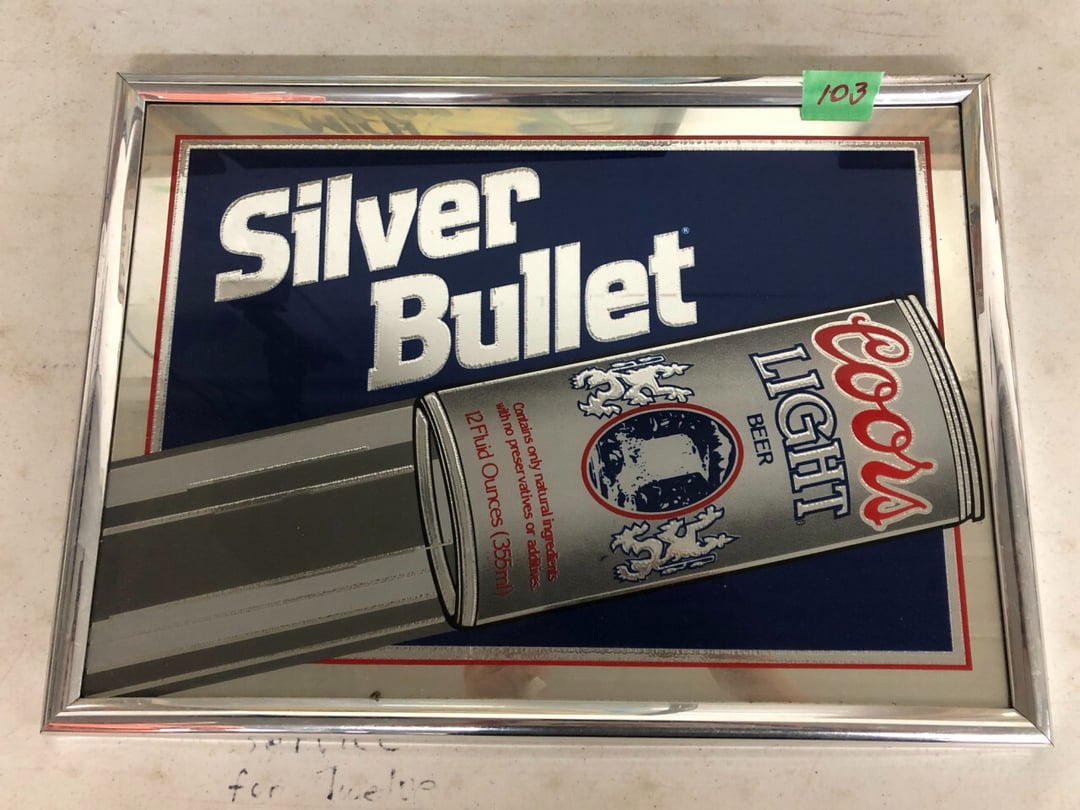 103
Silver
Bullet®
Coors
LIGHT
BEER
Contains only natural ingredients
with no preservatives or additives.
12 Fluid Ounces (355ml)
Service
for Twelve